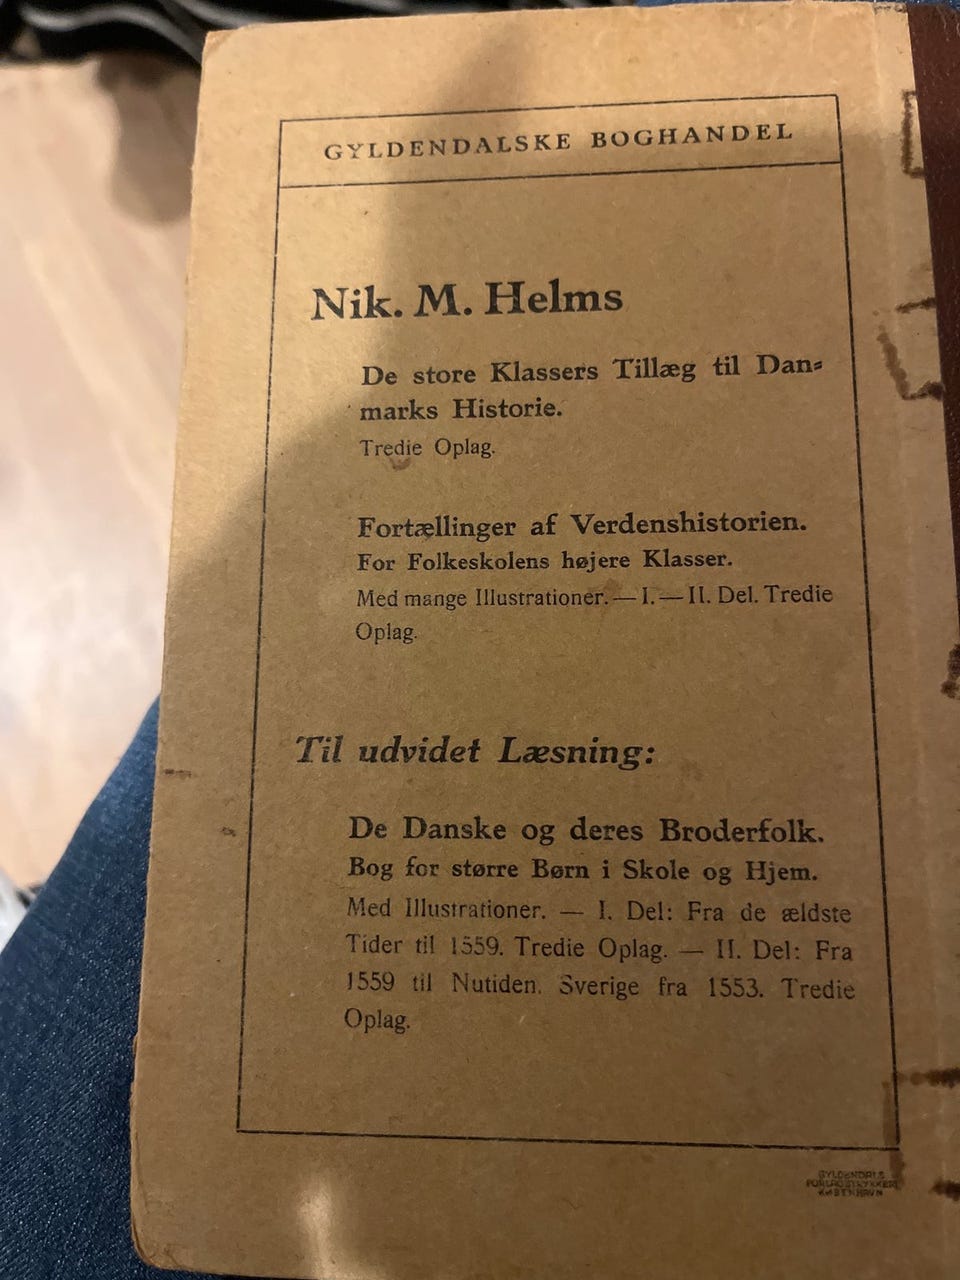 GYLDENDALSKE BOGHANDEL
Nik. M. Helms
De store Klassers Tillæg til Dan⸗
marks Historie.
Tredie Oplag.
Fortællinger af Verdenshistorien.
For Folkeskolens højere Klasser.
Med mange Illustrationer. — I.— II. Del. Tredie
Oplag.
Til udvidet Læsning:
De Danske og deres Broderfolk.
Bog for større Børn i Skole og Hjem.
Med Illustrationer. — I. Del: Fra de ældste
Tider til 1559. Tredie Oplag. — II. Del: Fra
1559 til Nutiden. Sverige fra 1553. Tredie
Oplag.
GYLDENDALS
FORLAGSTRYKKERI
KØBENHAVN